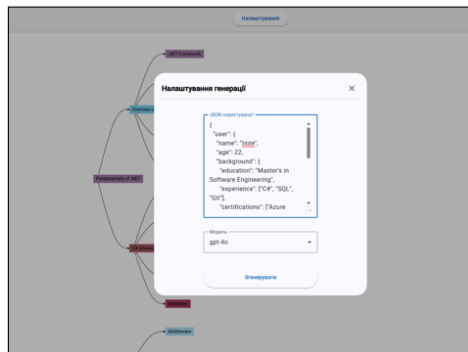 Налаштування
.NET Framework
Налаштування генерації
JSON користувача*
{
"user": {
"name": "Ілля",
"age": 22,
"background": {
"education": "Master's in
Software Engineering",
"experience": ["C#", "SQL",
"Git"],
"certifications": ["Azure
Fundamentals of .NET
Модель
gpt-4o
Згенерувати
Middleware